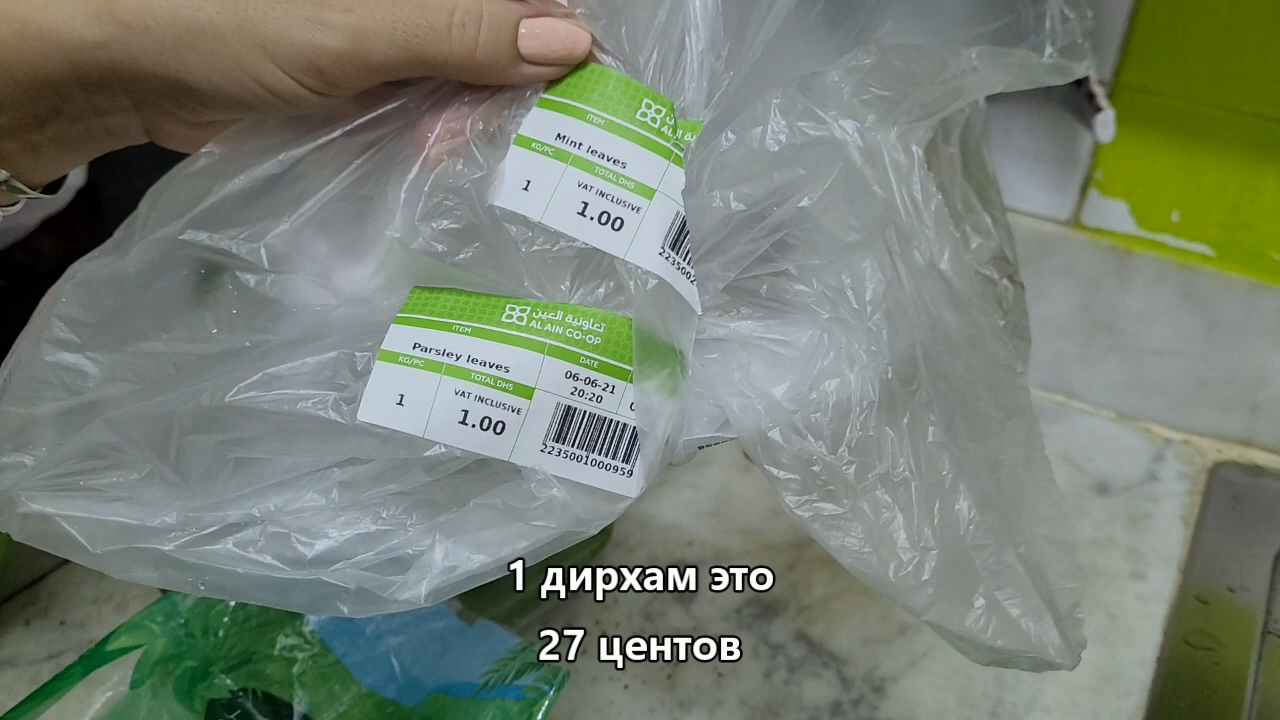 ITEM
AL A
Mint leaves
KG/PC
TOTAL DHS
1
VAT INCLUSIVE
1.00
223500
تعاونية العين
AL AIN CO-OP
ITEM
Parsley leaves
DATE
KG/PC
TOTAL DHS
06-06-21
20:20
1
VAT INCLUSIVE
1.00
2235001000959
1 дирхам это
27 центов